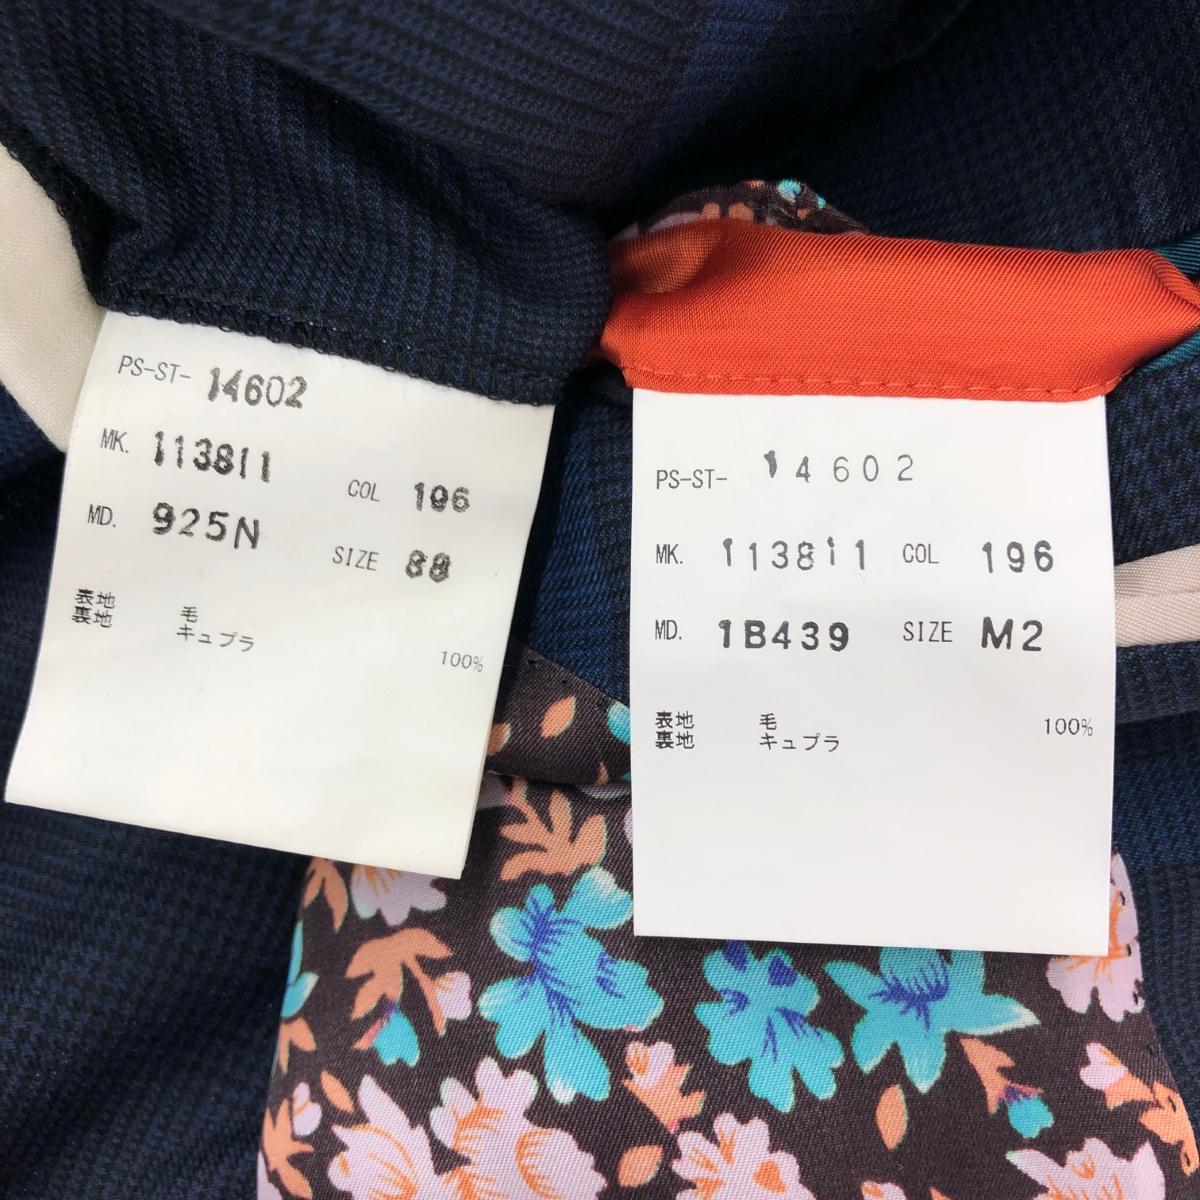 PS-ST- 14602
MK. 113811
COL 196
MD. 925N
SIZE 88
表地 毛
裏地 キュプラ
100%
PS-ST- 14602
MK. 113811 COL 196
MD. 1B439 SIZE M2
表地 毛 100%
裏地 キュプラ